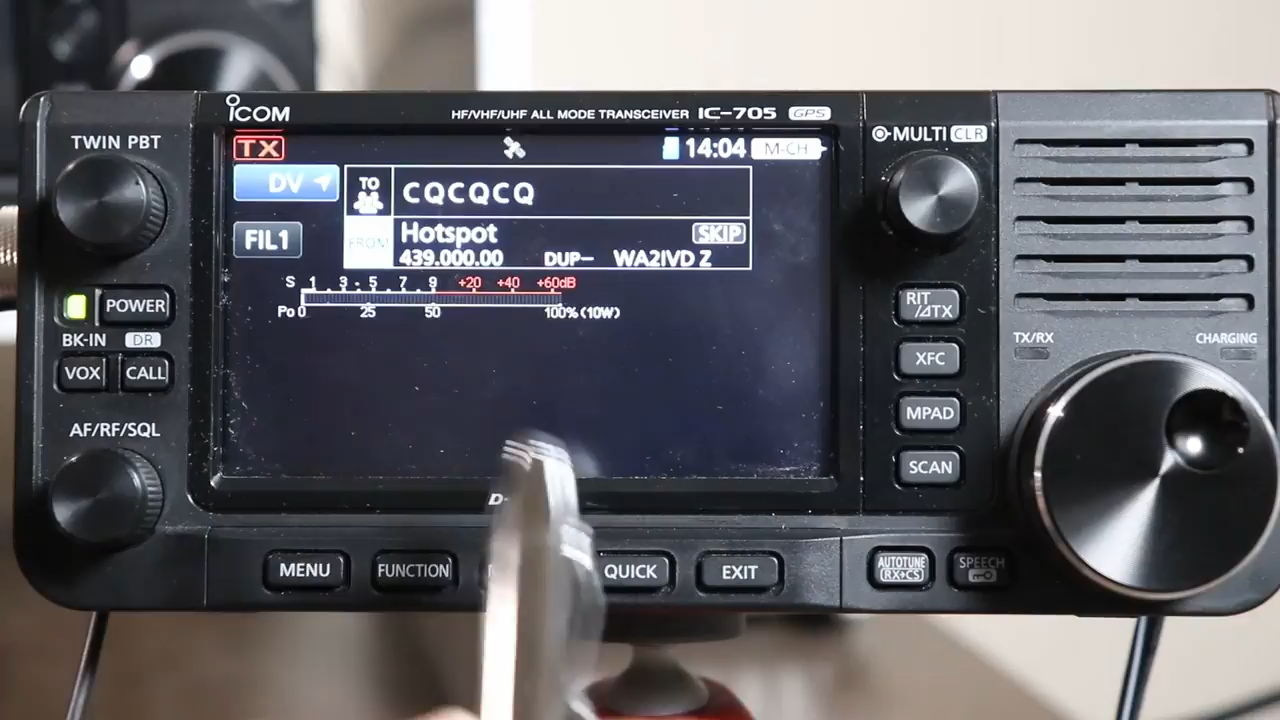 ICOM
HF/VHF/UHF ALL MODE TRANSCEIVER IC-705 GPS
TWIN PBT
TX 14:04 M-CH
MULTI CLR
DV TO CQCQCQ
FIL1 FROM Hotspot SKIP
439.000.00 DUP– WA2IVD Z
S 1 . 3 . 5 . 7 . 9 +20 +40 +60dB
Po 0 25 50 100% (10W)
POWER
BK-IN DR
VOX CALL
AF/RF/SQL
RIT /⊿TX
XFC
MPAD
SCAN
TX/RX CHARGING
MENU FUNCTION QUICK EXIT
AUTOTUNE SPEECH
RX+CS